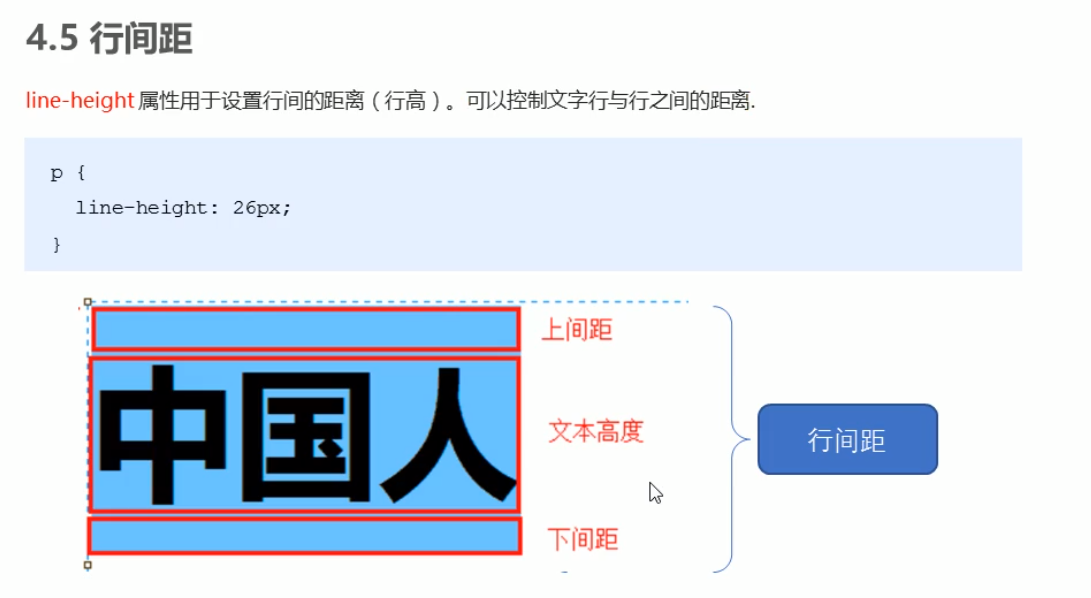 4.5 行间距
line-height 属性用于设置行间的距离（行高）。可以控制文字行与行之间的距离.
p {
line-height: 26px;
}
上间距
中国人
文本高度
行间距
下间距